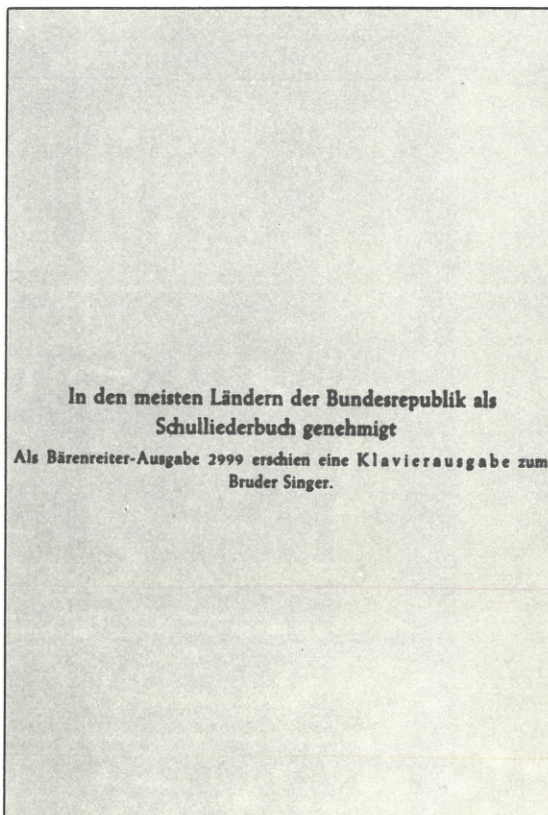 In den meisten Ländern der Bundesrepublik als
Schulliederbuch genehmigt
Als Bärenreiter-Ausgabe 2999 erschien eine Klavierausgabe zum
Bruder Singer.